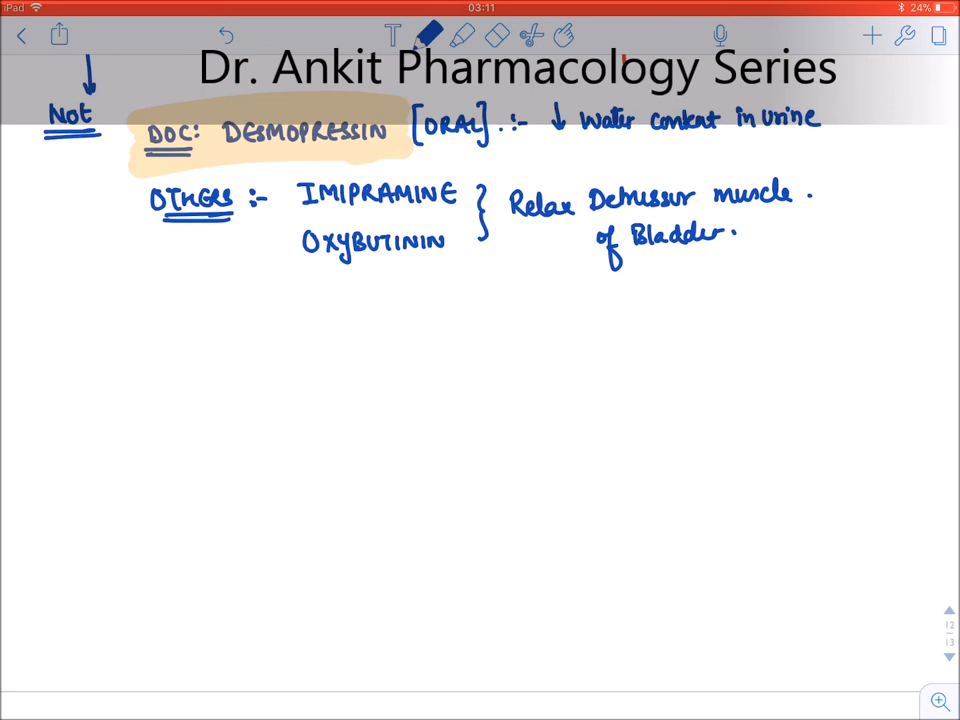 iPad 03:11 24%
T
Dr. Ankit Pharmacology Series
Not
DOC: DESMOPRESSIN [ORAL] :- ↓ Water content in urine
OTHERS :- IMIPRAMINE } Relax Detrussur muscle.
OXYBUTININ of Bladder.
12
13